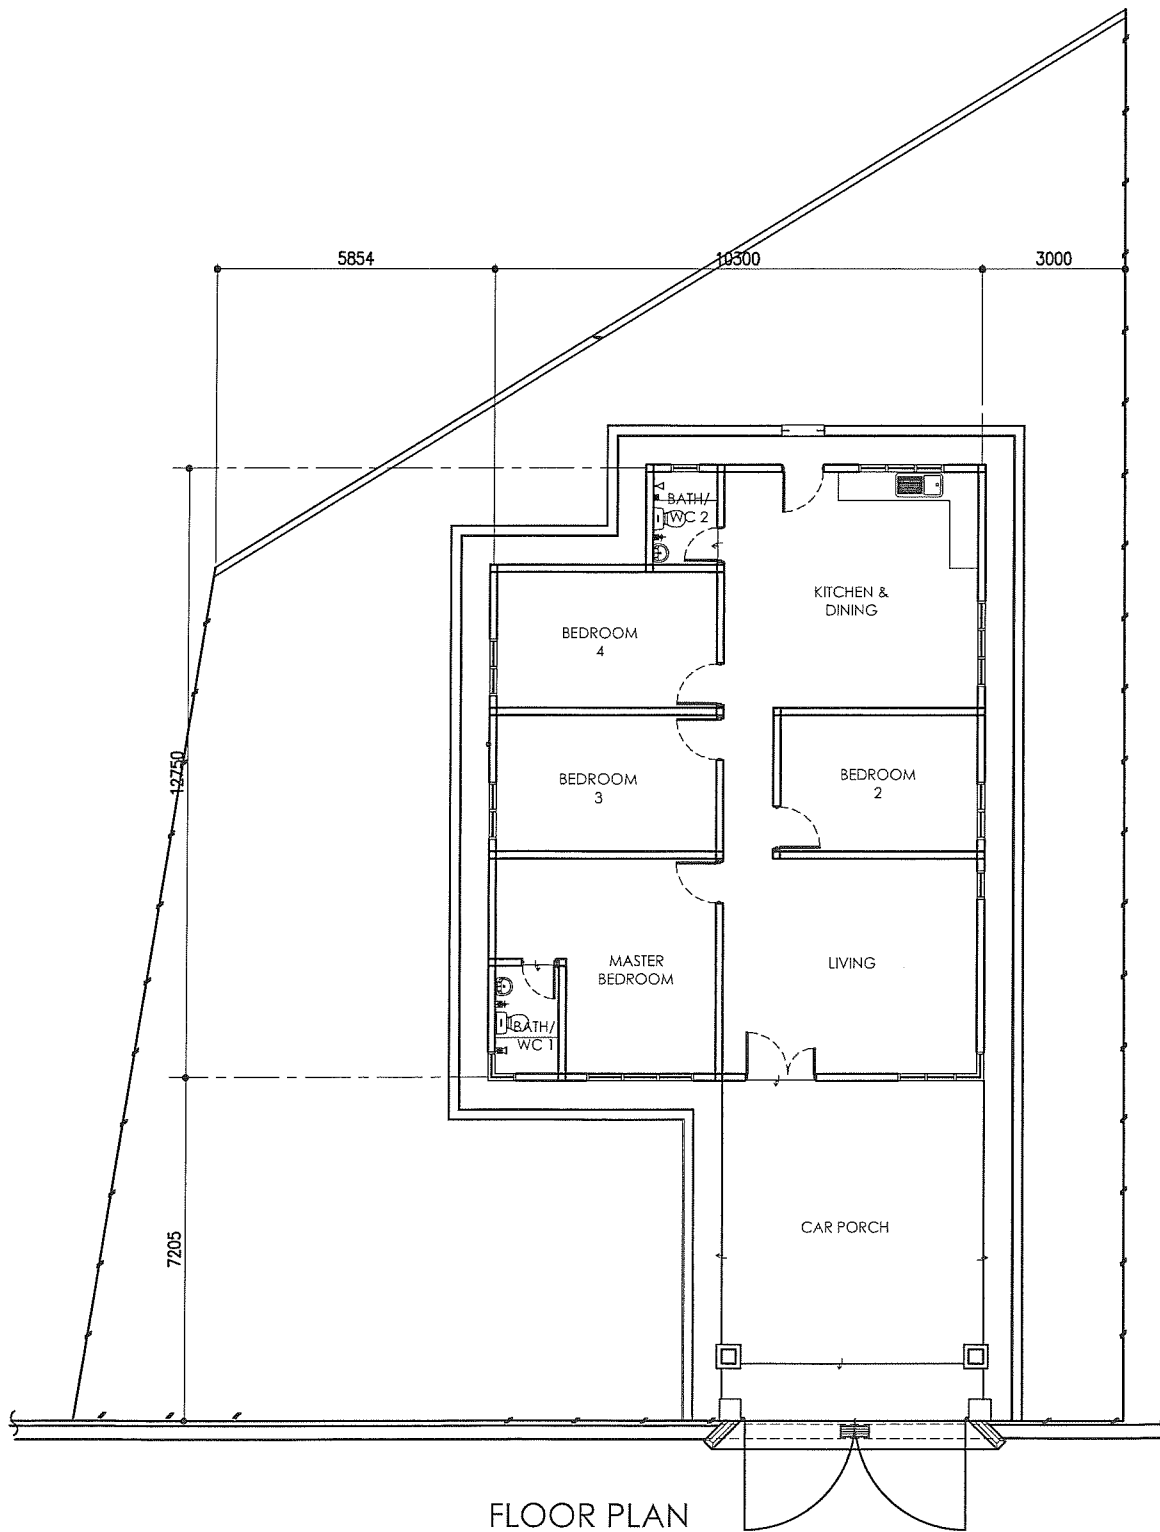 5854
10300
3000
BATH/
WC 2
KITCHEN &
DINING
BEDROOM
4
12750
BEDROOM
3
BEDROOM
2
MASTER
BEDROOM
LIVING
BATH/
WC 1
7205
CAR PORCH
FLOOR PLAN